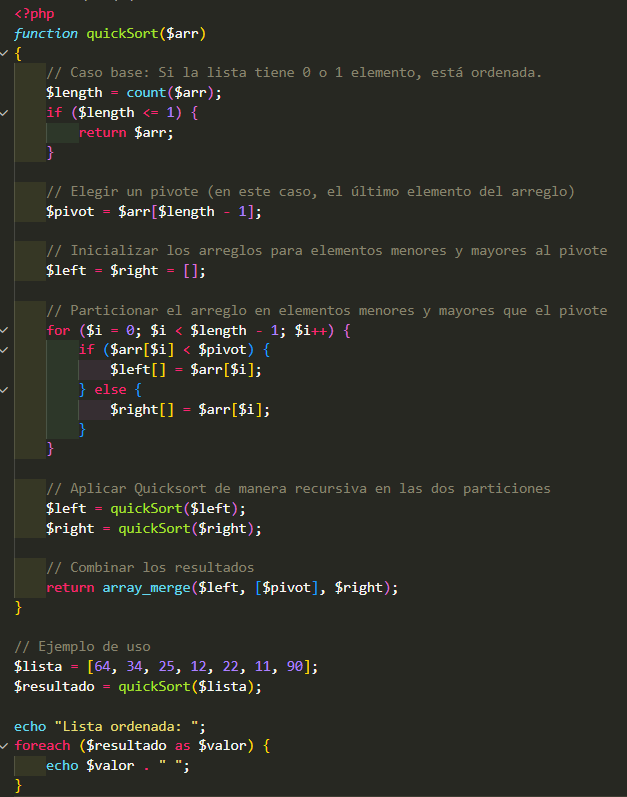 <?php
function quickSort($arr)
{
    // Caso base: Si la lista tiene 0 o 1 elemento, está ordenada.
    $length = count($arr);
    if ($length <= 1) {
        return $arr;
    }

    // Elegir un pivote (en este caso, el último elemento del arreglo)
    $pivot = $arr[$length - 1];

    // Inicializar los arreglos para elementos menores y mayores al pivote
    $left = $right = [];

    // Particionar el arreglo en elementos menores y mayores que el pivote
    for ($i = 0; $i < $length - 1; $i++) {
        if ($arr[$i] < $pivot) {
            $left[] = $arr[$i];
        } else {
            $right[] = $arr[$i];
        }
    }

    // Aplicar Quicksort de manera recursiva en las dos particiones
    $left = quickSort($left);
    $right = quickSort($right);

    // Combinar los resultados
    return array_merge($left, [$pivot], $right);
}

// Ejemplo de uso
$lista = [64, 34, 25, 12, 22, 11, 90];
$resultado = quickSort($lista);

echo "Lista ordenada: ";
foreach ($resultado as $valor) {
    echo $valor . " ";
}